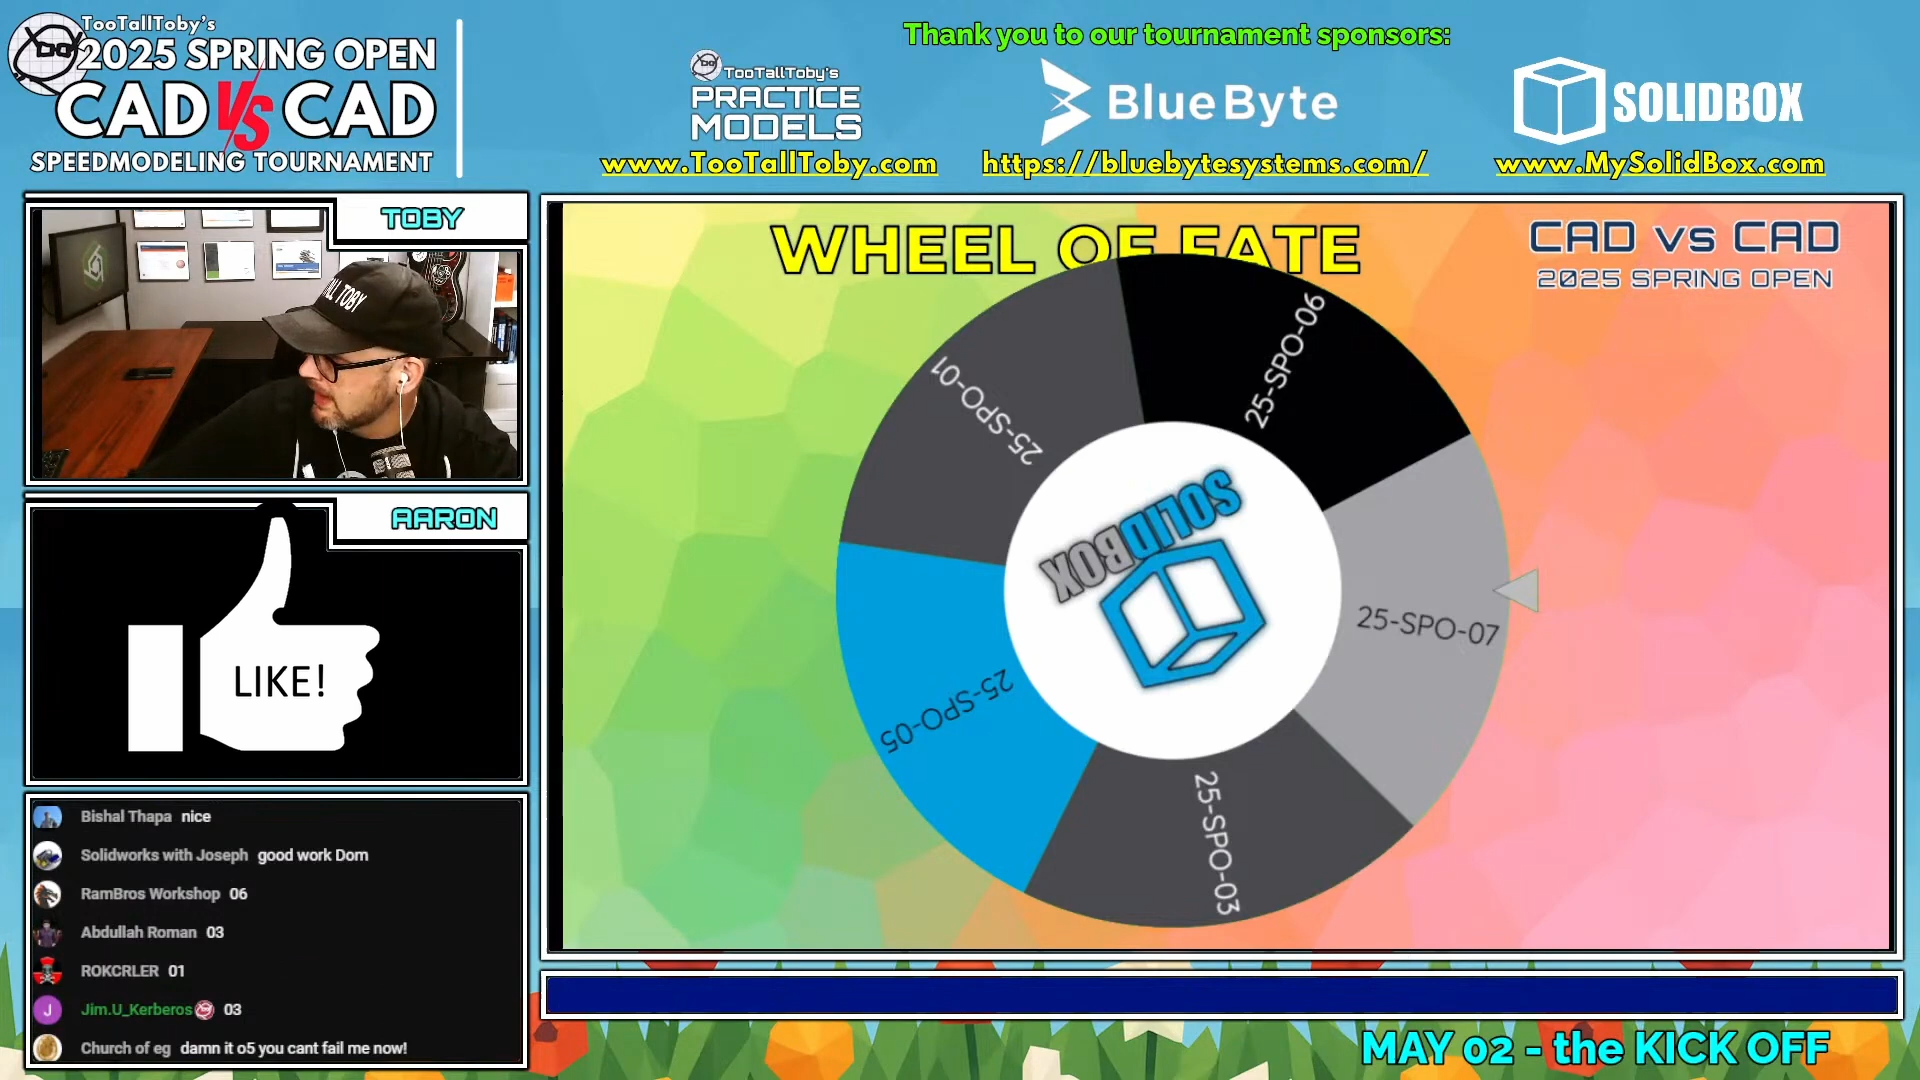 TooTallToby's
2025 SPRING OPEN
CAD VS CAD
SPEEDMODELING TOURNAMENT
Thank you to our tournament sponsors:
TooTallToby's
PRACTICE
MODELS
www.TooTallToby.com
BlueByte
https://bluebytesystems.com/
SOLIDBOX
www.MySolidBox.com
TOBY
ALL TOBY
AARON
LIKE!
Bishal Thapa nice
Solidworks with Joseph good work Dom
RamBros Workshop 06
Abdullah Roman 03
ROKCRLER 01
J Jim.U_Kerberos 03
Church of eg damn it o5 you cant fail me now!
WHEEL OF FATE
CAD vs CAD
2025 SPRING OPEN
25-SPO-06
25-SPO-01
25-SPO-07
25-SPO-05
25-SPO-03
SOLIDBOX
MAY 02 - the KICK OFF